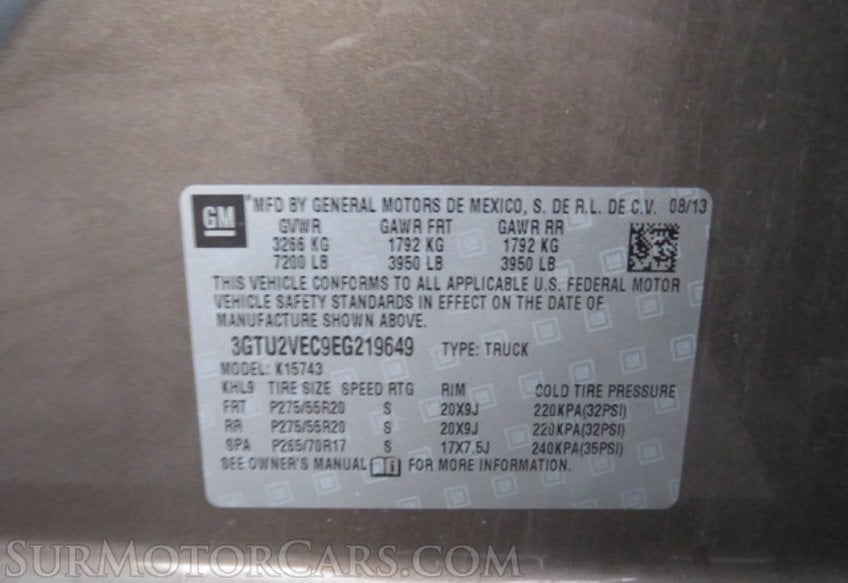 GM ® MFD BY GENERAL MOTORS DE MEXICO, S. DE R.L. DE C.V. 08/13
GVWR GAWR FRT GAWR RR
3266 KG 1792 KG 1792 KG
7200 LB 3950 LB 3950 LB
THIS VEHICLE CONFORMS TO ALL APPLICABLE U.S. FEDERAL MOTOR
VEHICLE SAFETY STANDARDS IN EFFECT ON THE DATE OF
MANUFACTURE SHOWN ABOVE.
3GTU2VEC9EG219649 TYPE: TRUCK
MODEL: K15743
KHL9 TIRE SIZE SPEED RTG RIM COLD TIRE PRESSURE
FRT P275/55R20 S 20X9J 220KPA(32PSI)
RR P275/55R20 S 20X9J 220KPA(32PSI)
SPA P265/70R17 S 17X7.5J 240KPA(35PSI)
SEE OWNER'S MANUAL FOR MORE INFORMATION.
SURMOTORCARS.COM